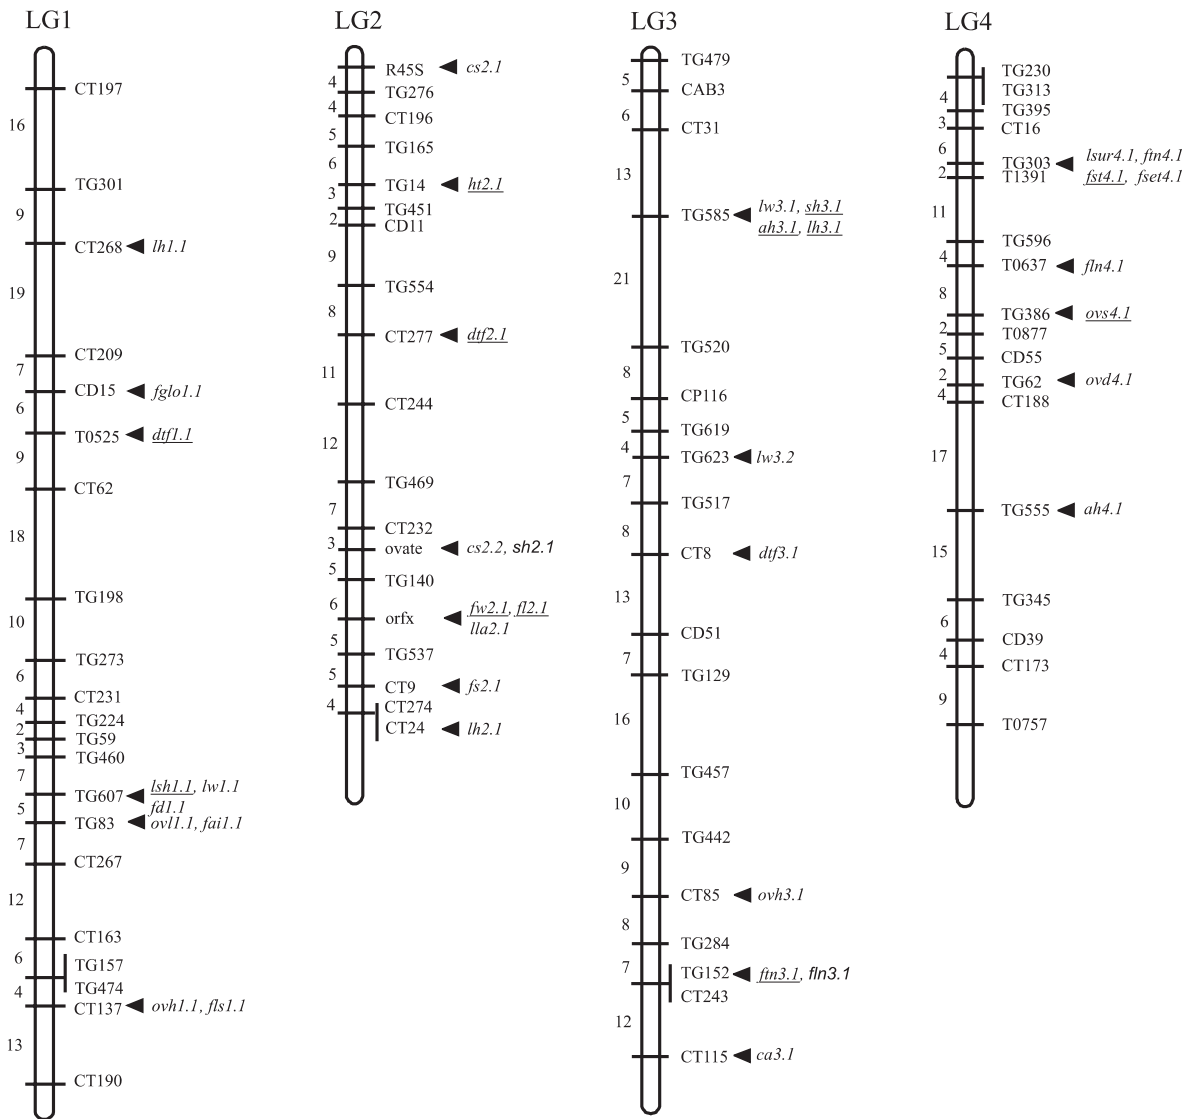 LG1
CT197
16
TG301
9
CT268 lh1.1
19
CT209
7
CD15 fglo1.1
6
T0525 dtf1.1
9
CT62
18
TG198
10
TG273
6
CT231
4
TG224
2
TG59
3
TG460
7
TG607 lsh1.1, lw1.1
fd1.1
5
TG83 ovl1.1, fai1.1
7
CT267
12
CT163
6
TG157
TG474
4
CT137 ovh1.1, fls1.1
13
CT190
LG2
R45S cs2.1
4
TG276
4
CT196
5
TG165
6
TG14 ht2.1
3
TG451
2
CD11
9
TG554
8
CT277 dtf2.1
11
CT244
12
TG469
7
CT232
3
ovate cs2.2, sh2.1
5
TG140
6
orfx fw2.1, fl2.1
lla2.1
5
TG537
5
CT9 fs2.1
4
CT274
CT24 lh2.1
LG3
TG479
5
CAB3
6
CT31
13
TG585 lw3.1, sh3.1
ah3.1, lh3.1
21
TG520
8
CP116
5
TG619
4
TG623 lw3.2
7
TG517
8
CT8 dtf3.1
13
CD51
7
TG129
16
TG457
10
TG442
9
CT85 ovh3.1
8
TG284
7
TG152 ftn3.1, fln3.1
CT243
12
CT115 ca3.1
LG4
TG230
TG313
4
TG395
3
CT16
6
TG303 lsur4.1, ftn4.1
2
T1391 fst4.1, fset4.1
11
TG596
4
T0637 fln4.1
8
TG386 ovs4.1
2
T0877
5
CD55
2
TG62 ovd4.1
4
CT188
17
TG555 ah4.1
15
TG345
6
CD39
4
CT173
9
T0757